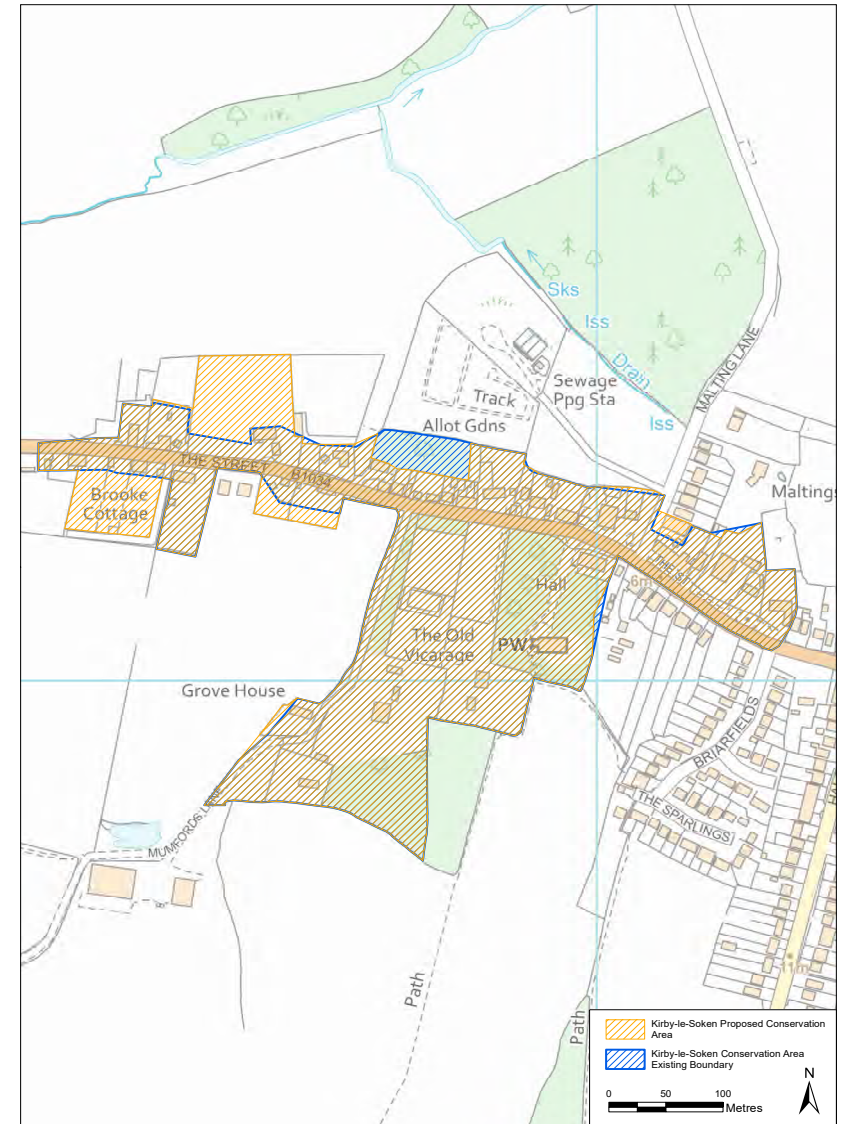 Sks
Iss
Drain
Iss
MALTING LANE
Track
Sewage
Ppg Sta
Allot Gdns
Maltings
THE STREET
B1034
Brooke
Cottage
THE ST
6m
Hall
The Old
Vicarage
PW
Grove House
BRIARFIELDS
THE SPARLINGS
HA
MUMFORDS LANE
11m
Path
Path
Kirby-le-Soken Proposed Conservation
Area
Kirby-le-Soken Conservation Area
Existing Boundary
N
0 50 100
Metres